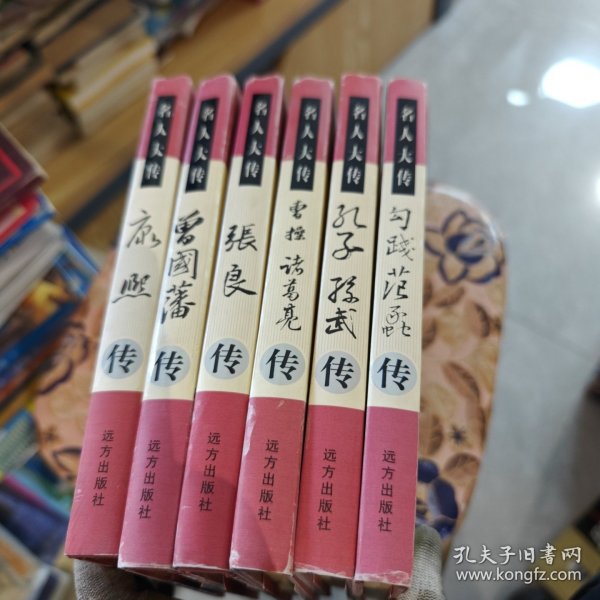 名人大传
康熙
传
远方出版社
名人大传
曾國藩
传
远方出版社
名人大传
張良
传
远方出版社
名人大传
曹操 诸葛亮
传
远方出版社
名人大传
孔子 孫武
传
远方出版社
名人大传
勾踐 范蠡
传
远方出版社
孔夫子旧书网
www.kongfz.com